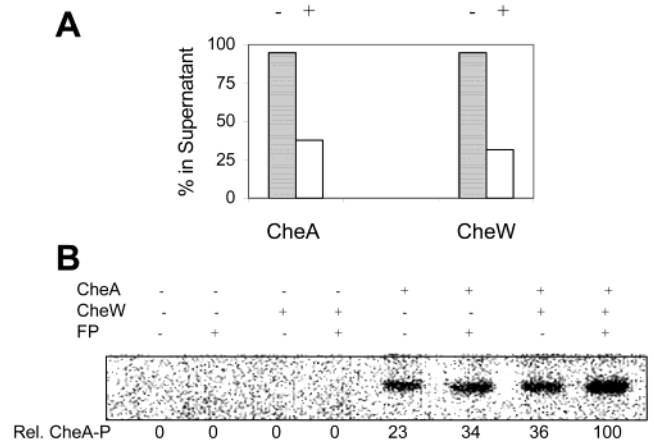 A
- + - +
100
75
50
25
0
% in Supernatant
CheA CheW
B
CheA - - - - + + + +
CheW - - + + - - + +
FP - + - + - + - +
Rel. CheA-P 0 0 0 0 23 34 36 100